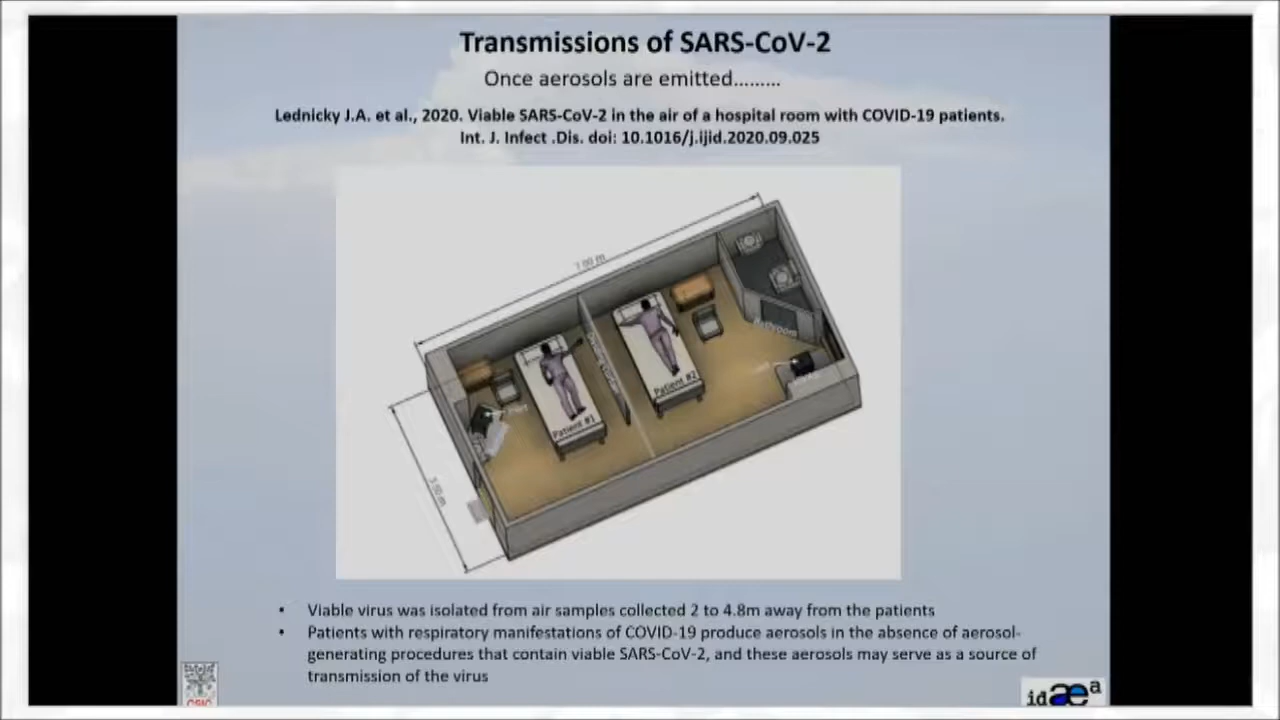 Transmissions of SARS-CoV-2
Once aerosols are emitted.........
Lednicky J.A. et al., 2020. Viable SARS-CoV-2 in the air of a hospital room with COVID-19 patients.
Int. J. Infect .Dis. doi: 10.1016/j.ijid.2020.09.025
Patient #1
Patient #2
• Viable virus was isolated from air samples collected 2 to 4.8m away from the patients
• Patients with respiratory manifestations of COVID-19 produce aerosols in the absence of aerosol-
generating procedures that contain viable SARS-CoV-2, and these aerosols may serve as a source of
transmission of the virus
CSIC
idaea